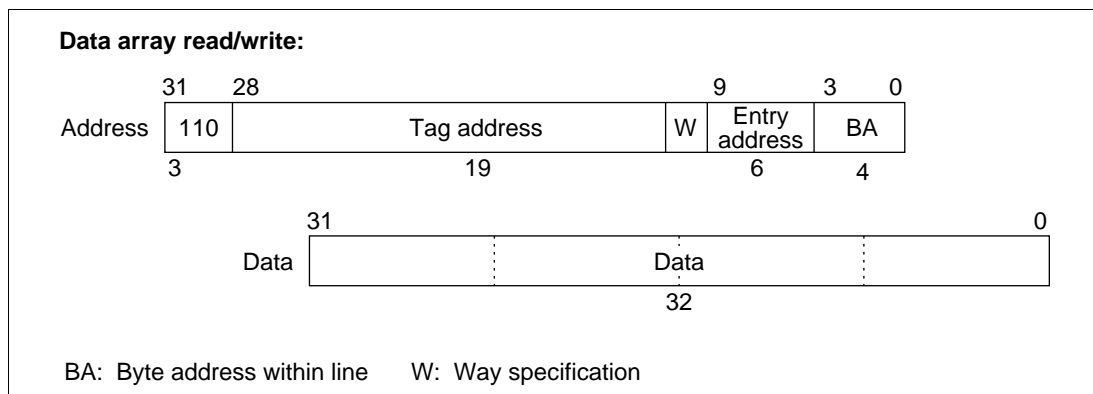 Data array read/write:
31 28 9 3 0
Address 110 Tag address W Entry address BA
3 19 6 4
31 0
Data Data
32
BA: Byte address within line W: Way specification